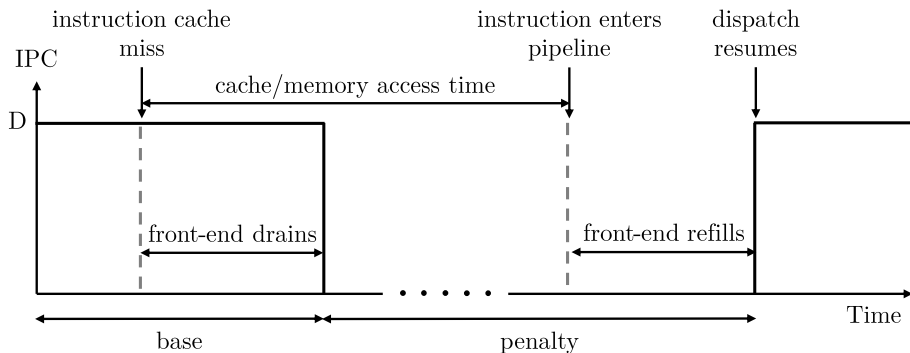 instruction cache
miss
instruction enters
pipeline
dispatch
resumes
IPC
cache/memory access time
D
front-end drains
front-end refills
Time
base
penalty